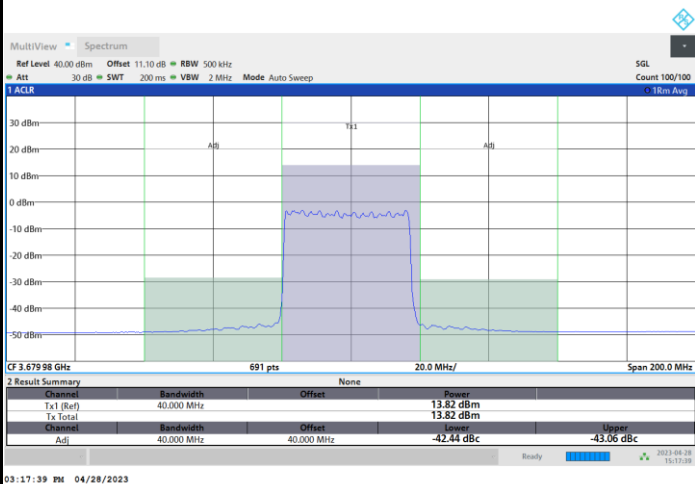 MultiView Spectrum
Ref Level 40.00 dBm Offset 11.10 dB RBW 500 kHz SGL
Att 30 dB SWT 200 ms VBW 2 MHz Mode Auto Sweep Count 100/100
1 ACLR 1Rm Avg
30 dBm
Tx1
20 dBm
Adj Adj
10 dBm
0 dBm
-10 dBm
-20 dBm
-30 dBm
-40 dBm
-50 dBm
CF 3.679 98 GHz 691 pts 20.0 MHz/ Span 200.0 MHz
2 Result Summary None
Channel Bandwidth Offset Power
Tx1 (Ref) 40.000 MHz 13.82 dBm
Tx Total 13.82 dBm
Channel Bandwidth Offset Lower Upper
Adj 40.000 MHz 40.000 MHz -42.44 dBc -43.06 dBc
Ready 2023-04-28
15:17:39
03:17:39 PM 04/28/2023